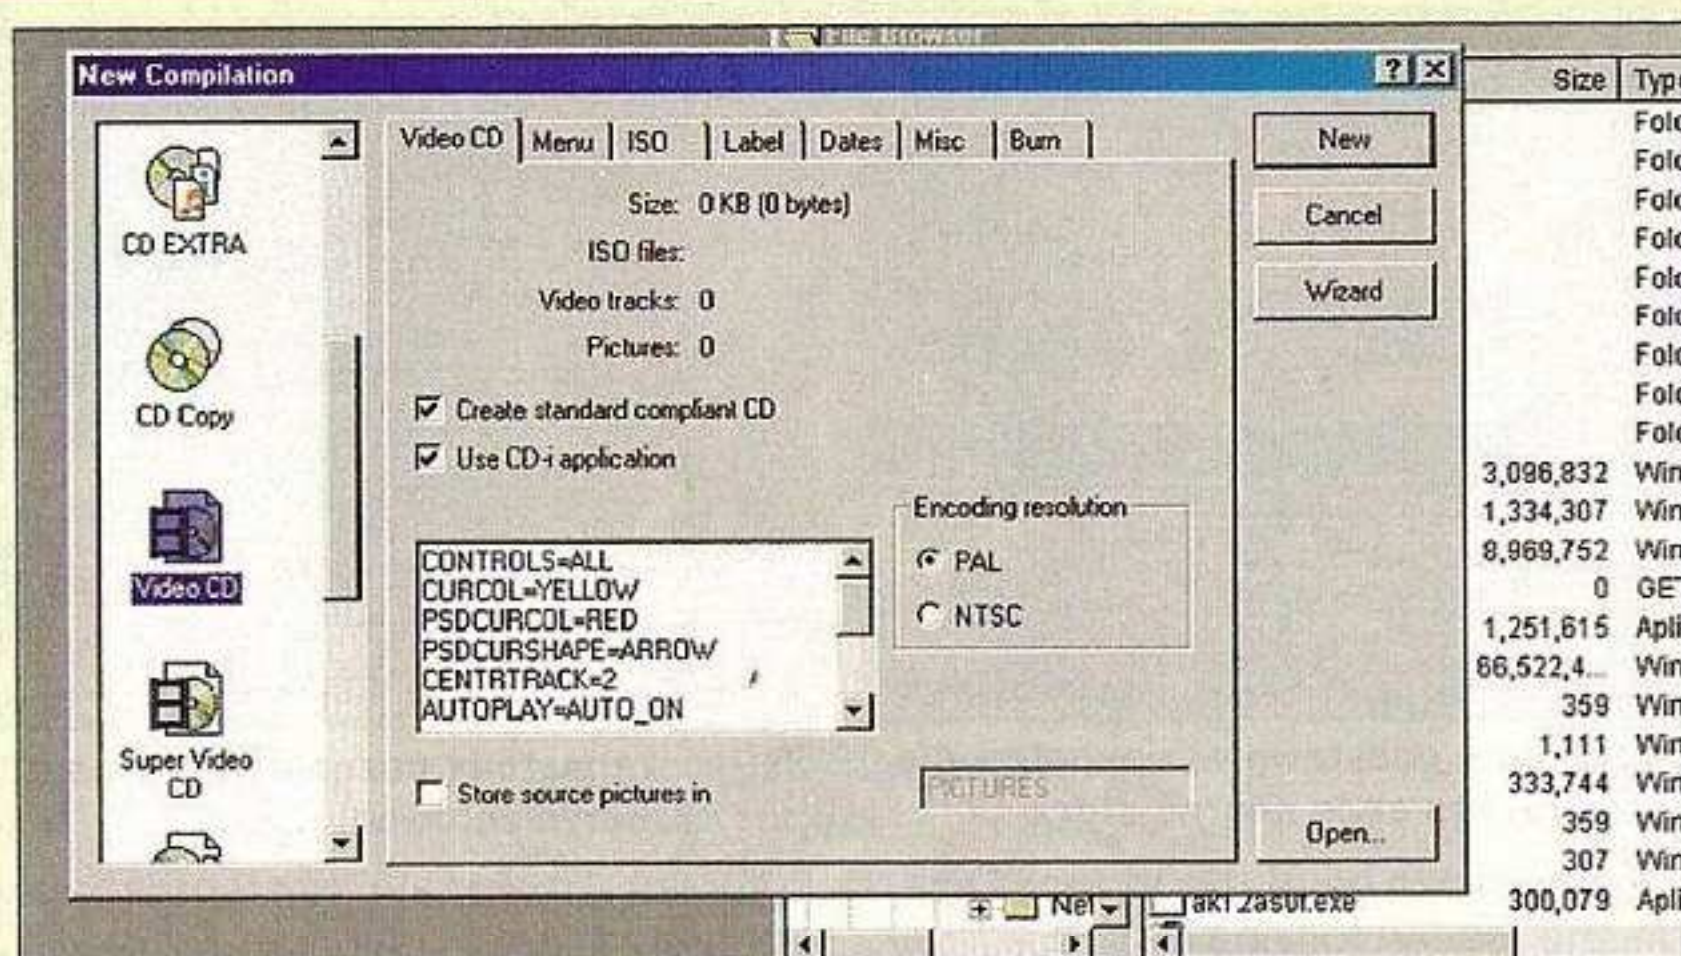 File Browser
New Compilation
CD EXTRA
CD Copy
Video CD
Super Video
CD
Video CD
Menu
ISO
Label
Dates
Misc
Burn
Size: 0 KB (0 bytes)
ISO files:
Video tracks: 0
Pictures: 0
Create standard compliant CD
Use CD-i application
CONTROLS=ALL
CURCOL=YELLOW
PSDCURCOL=RED
PSDCURSHAPE=ARROW
CENTRTRACK=2
AUTOPLAY=AUTO_ON
Encoding resolution
PAL
NTSC
Store source pictures in
PICTURES
New
Cancel
Wizard
Open...
Size
3,096,832
1,334,307
8,969,752
0 GET
1,251,615 Apli
66,522,4...
359
1,111
333,744
359
307
300,079 Apli